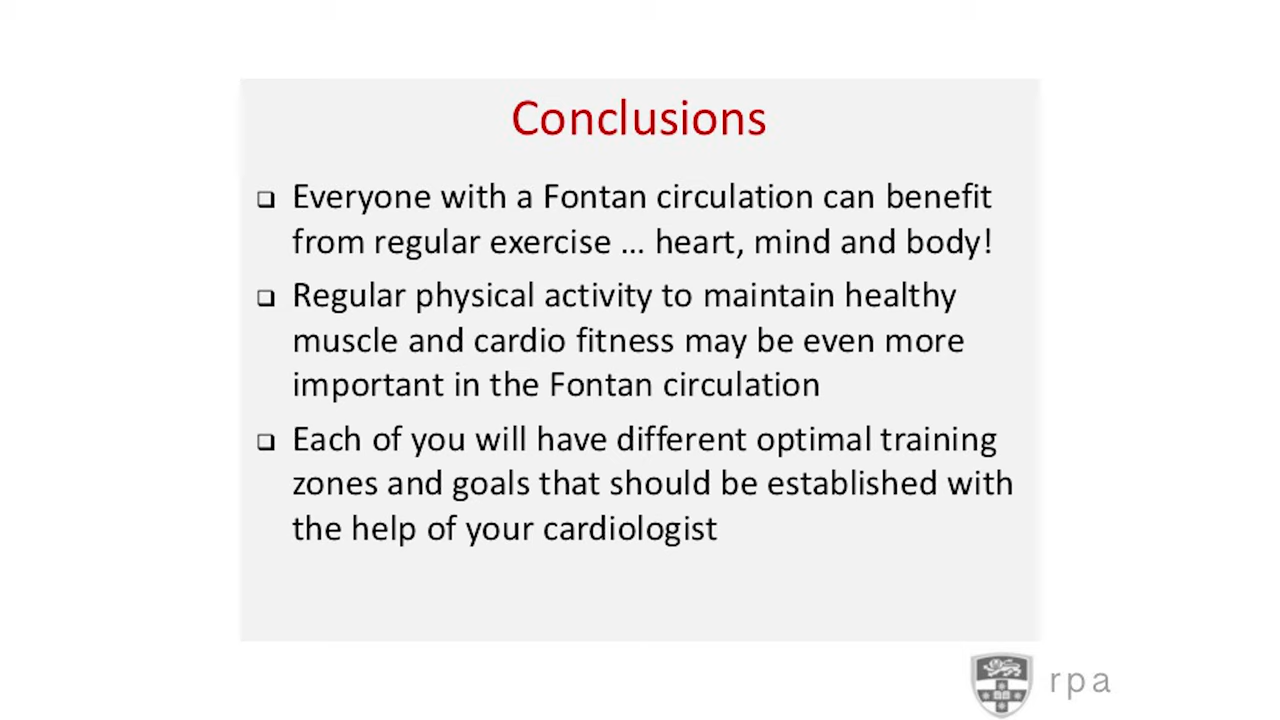 Conclusions
❑ Everyone with a Fontan circulation can benefit
from regular exercise … heart, mind and body!
❑ Regular physical activity to maintain healthy
muscle and cardio fitness may be even more
important in the Fontan circulation
❑ Each of you will have different optimal training
zones and goals that should be established with
the help of your cardiologist
rpa